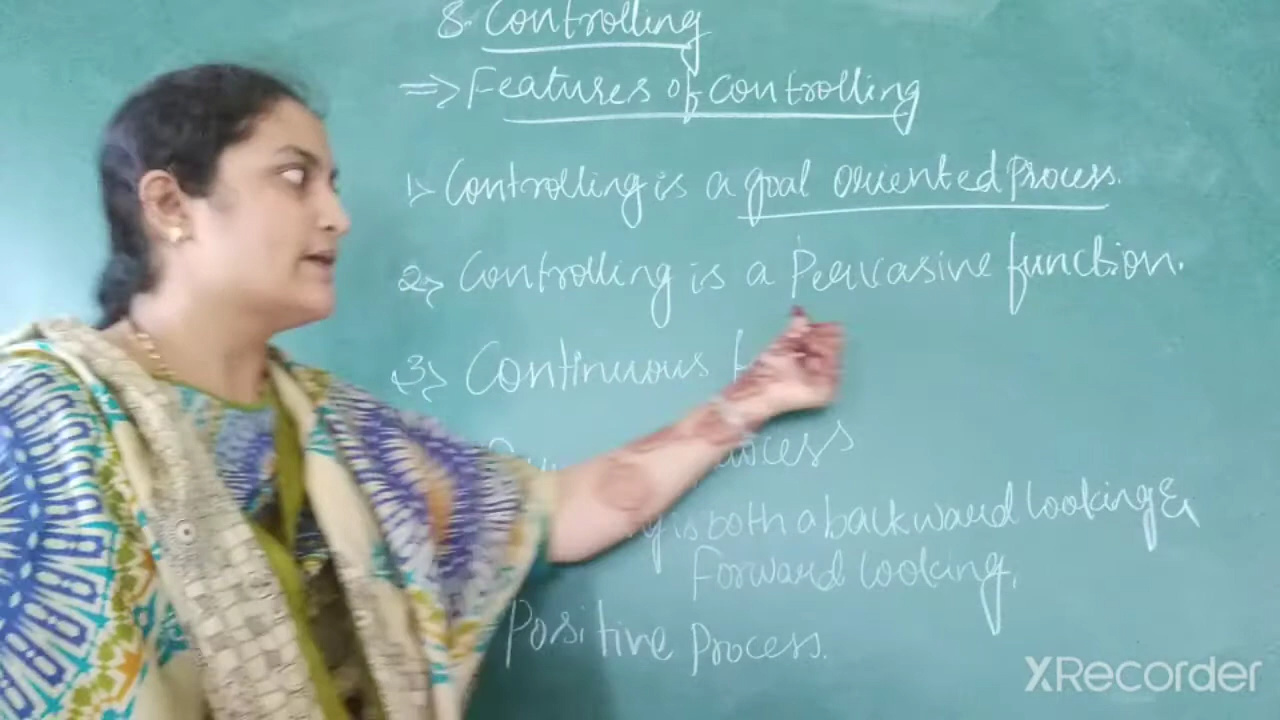 8. Controlling
=> Features of controlling
1> Controlling is a goal oriented Process.
2> Controlling is a Pervasine function.
3> Continuous
is both a backward looking &
Forward looking,
Positive Process.
XRecorder